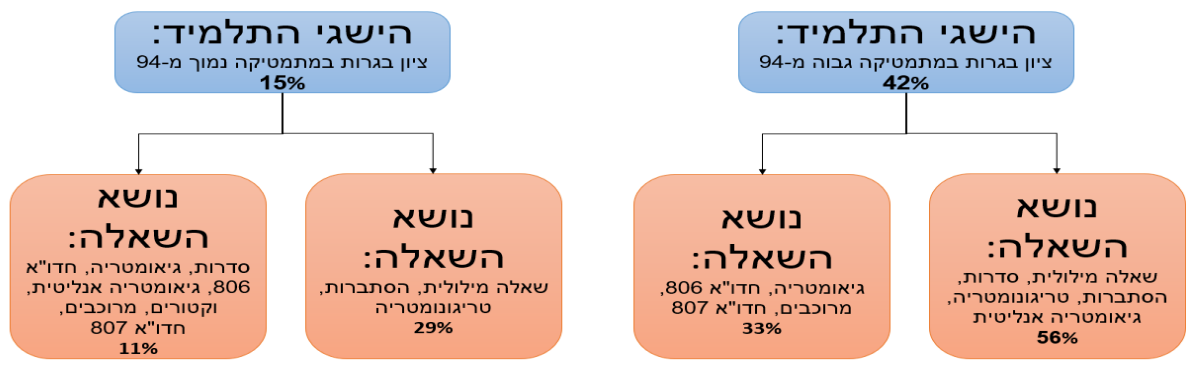 הישגי התלמיד:
ציון בגרות במתמטיקה גבוה מ-94
42%
נושא
השאלה:
שאלה מילולית, סדרות,
הסתברות, טריגונומטריה,
גיאומטריה אנליטית
56%
נושא
השאלה:
גיאומטריה, חדו"א 806,
מרוכבים, חדו"א 807
33%
הישגי התלמיד:
ציון בגרות במתמטיקה נמוך מ-94
15%
נושא
השאלה:
שאלה מילולית, הסתברות,
טריגונומטריה
29%
נושא
השאלה:
סדרות, גיאומטריה, חדו"א
806, גיאומטריה אנליטית,
וקטורים, מרוכבים,
חדו"א 807
11%